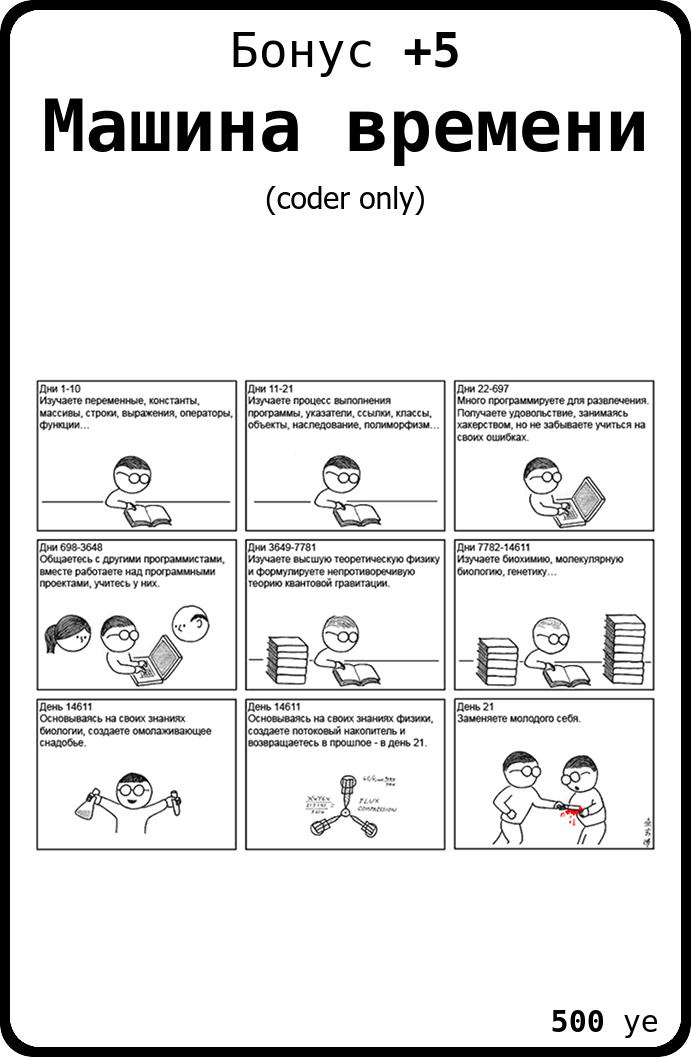 Бонус +5
Машина времени
(coder only)
Дни 1-10
Изучаете переменные, константы,
массивы, строки, выражения, операторы,
функции...
Дни 11-21
Изучаете процесс выполнения
программы, указатели, ссылки, классы,
объекты, наследование, полиморфизм...
Дни 22-697
Много программируете для развлечения.
Получаете удовольствие, занимаясь
хакерством, но не забываете учиться на
своих ошибках.
Дни 698-3648
Общаетесь с другими программистами,
вместе работаете над программными
проектами, учитесь у них.
Дни 3649-7781
Изучаете высшую теоретическую физику
и формулируете непротиворечивую
теорию квантовой гравитации.
Дни 7782-14611
Изучаете биохимию, молекулярную
биологию, генетику...
День 14611
Основываясь на своих знаниях
биологии, создаете омолаживающее
снадобье.
День 14611
Основываясь на своих знаниях физики,
создаете потоковый накопитель и
возвращаетесь в прошлое - в день 21.
FLUX
День 21
Заменяете молодого себя.
500 ye